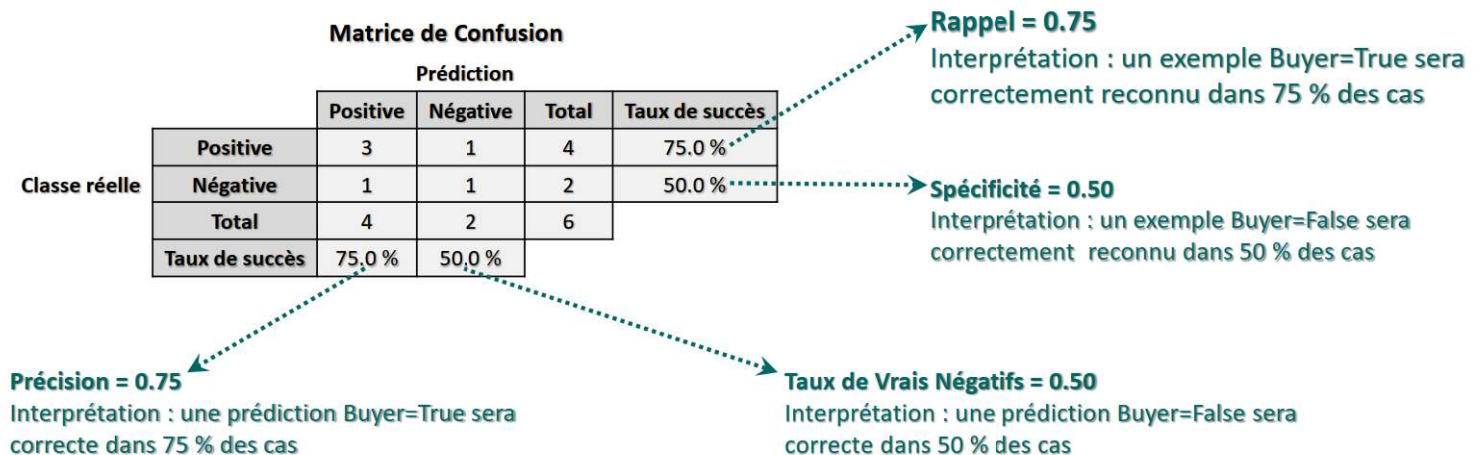 Matrice de Confusion
Prédiction
Positive Négative Total Taux de succès
Positive 3 1 4 75.0 %
Classe réelle Négative 1 1 2 50.0 %
Total 4 2 6
Taux de succès 75.0 % 50.0 %
Rappel = 0.75
Interprétation : un exemple Buyer=True sera
correctement reconnu dans 75 % des cas
Spécificité = 0.50
Interprétation : un exemple Buyer=False sera
correctement reconnu dans 50 % des cas
Précision = 0.75
Interprétation : une prédiction Buyer=True sera
correcte dans 75 % des cas
Taux de Vrais Négatifs = 0.50
Interprétation : une prédiction Buyer=False sera
correcte dans 50 % des cas